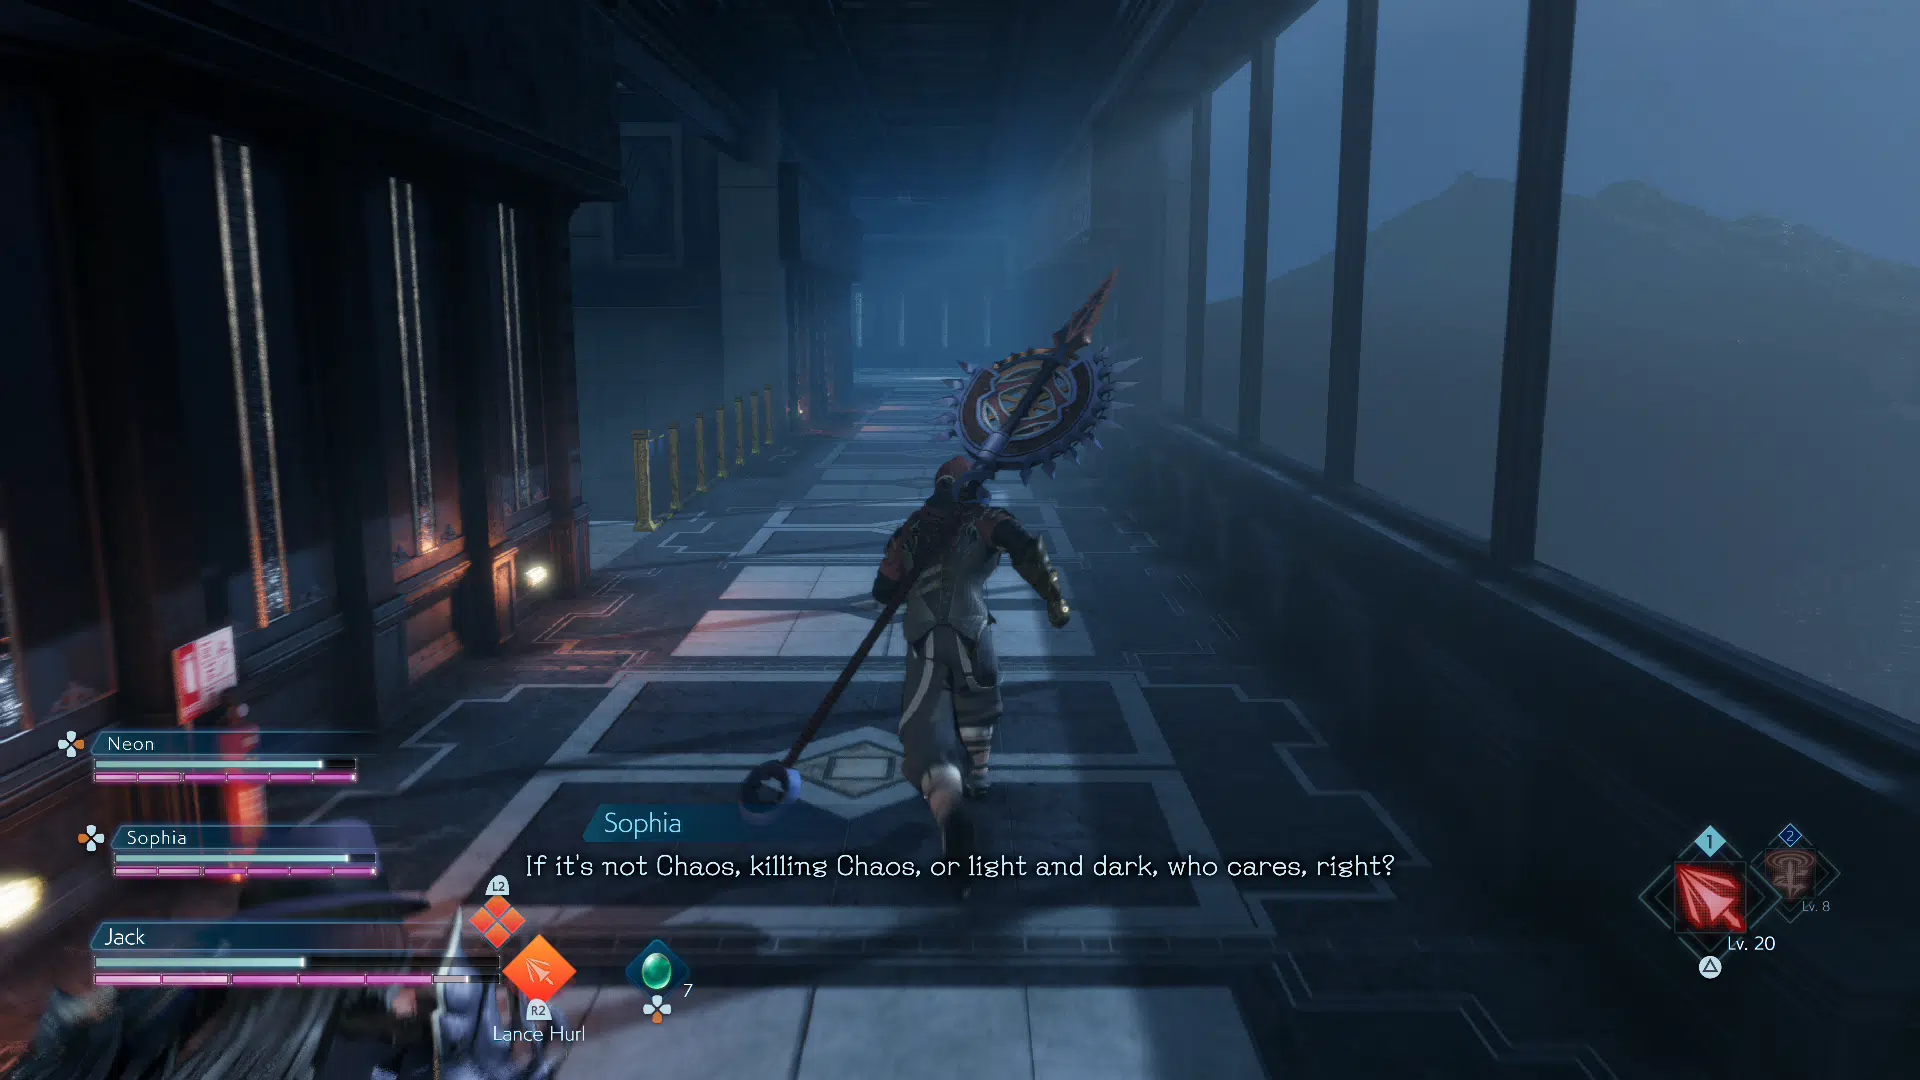 Neon
Sophia
Sophia
If it's not Chaos, killing Chaos, or light and dark, who cares, right?
Jack
L2
R2
Lance Hurl
7
1
2
Lv. 8
Lv. 20